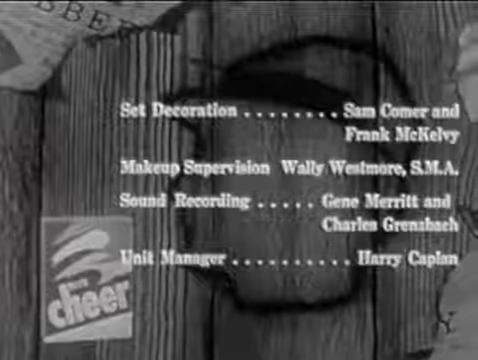 BBER
Set Decoration ........ Sam Comer and
Frank McKelvy
Makeup Supervision Wally Westmore, S.M.A.
Sound Recording ..... Gene Merritt and
Charles Grenzbach
Unit Manager .......... Harry Caplan
cheer
Y